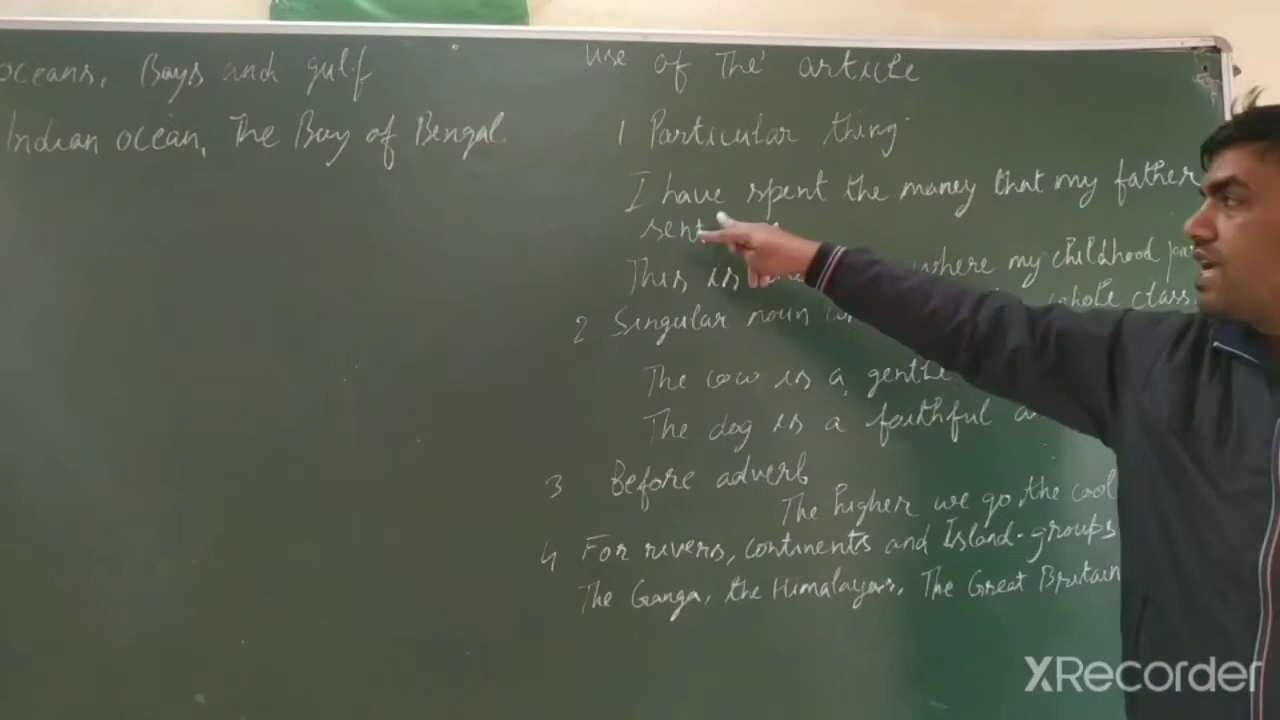 oceans, Bays and gulf
Indian ocean, The Bay of Bengal.
Use of 'The' article
1 Particular thing
I have spent the money that my father
sent
This is where my childhood
2 Singular noun whole class
The cow is a gentle
The dog is a faithful
3 Before adverb
The higher we go, the cool
4 For rivers, continents and Island-groups
The Ganga, the Himalayas, The Great Britain
XRecorder